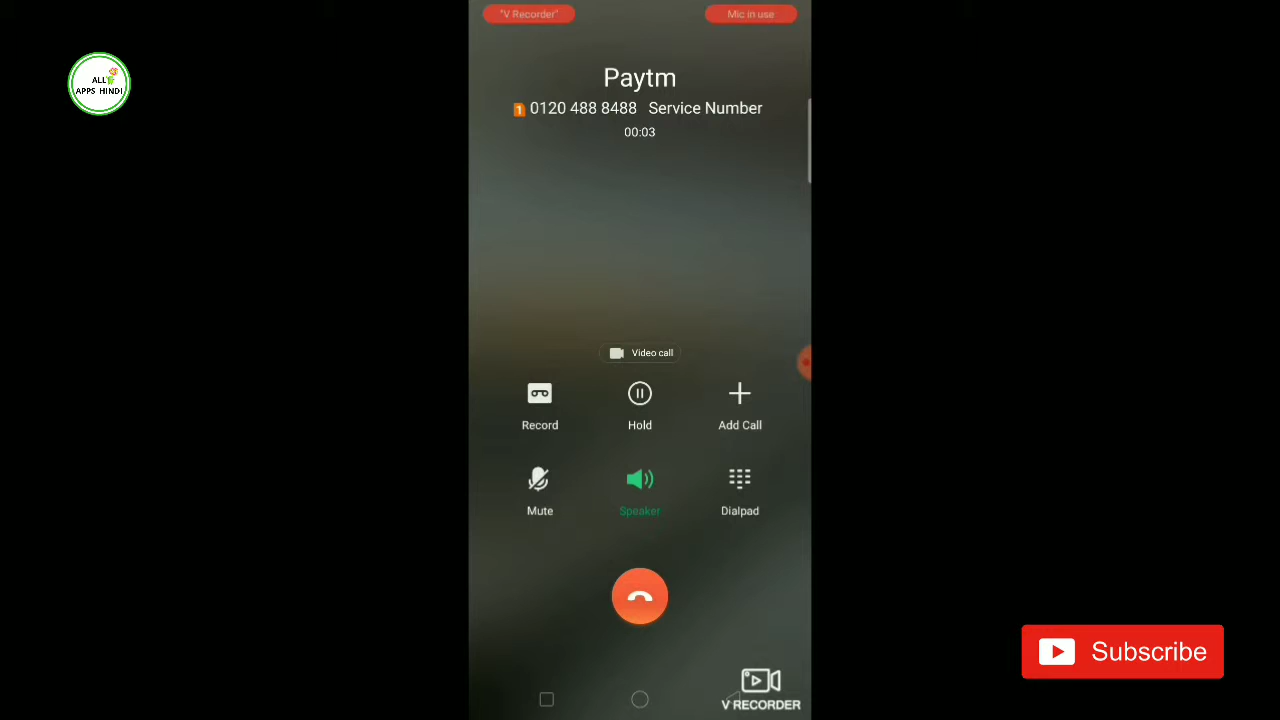 "V Recorder"
Mic in use
ALL
APPS HINDI
Paytm
1 0120 488 8488 Service Number
00:03
Video call
Record
Hold
Add Call
Mute
Speaker
Dialpad
Subscribe
V RECORDER